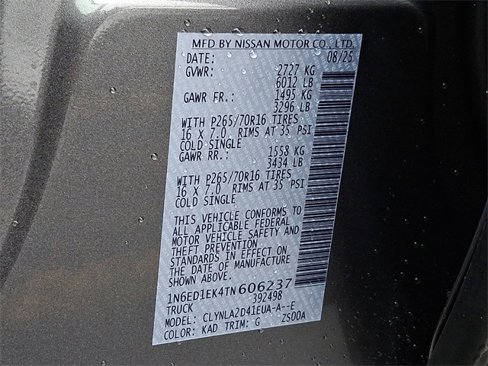 MFD BY NISSAN MOTOR CO., LTD.
DATE: 08/25
GVWR: 2727 KG
6012 LB
GAWR FR.: 1495 KG
3296 LB
WITH P265/70R16 TIRES
16 X 7.0 RIMS AT 35 PSI
COLD SINGLE
GAWR RR.: 1558 KG
3434 LB
WITH P265/70R16 TIRES
16 X 7.0 RIMS AT 35 PSI
COLD SINGLE
THIS VEHICLE CONFORMS TO
ALL APPLICABLE FEDERAL
MOTOR VEHICLE SAFETY AND
THEFT PREVENTION
STANDARDS IN EFFECT ON
THE DATE OF MANUFACTURE
SHOWN ABOVE.
1N6ED1EK4TN606237
392498
TRUCK
MODEL: CLYNLA2D41EUA-A--E
COLOR: KAD TRIM: G ZS00A